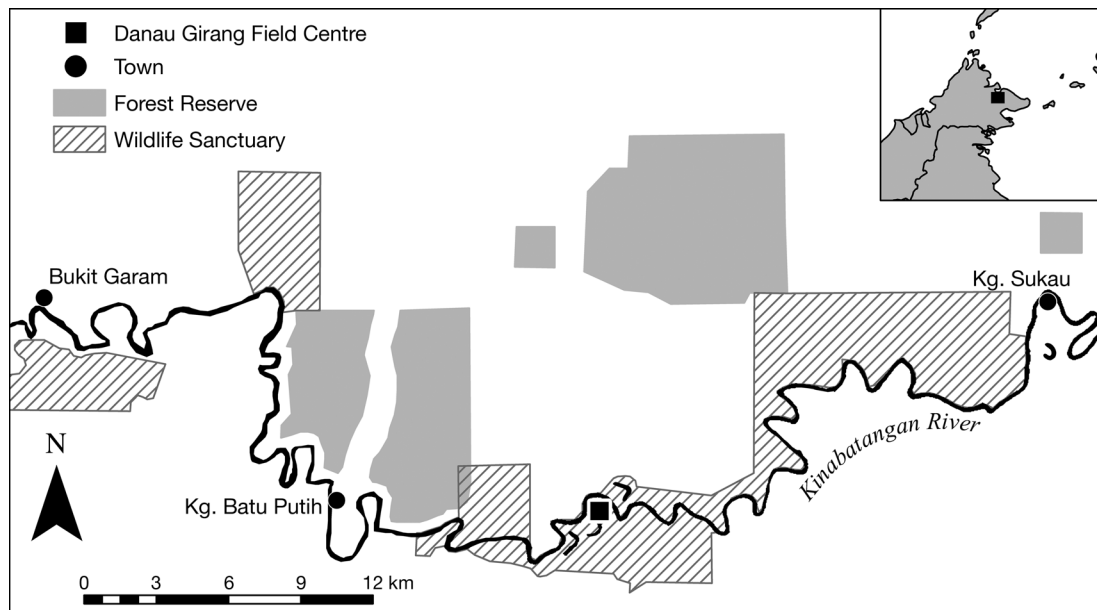 Danau Girang Field Centre
Town
Forest Reserve
Wildlife Sanctuary
Bukit Garam
Kg. Sukau
Kinabatangan River
N
Kg. Batu Putih
0 3 6 9 12 km